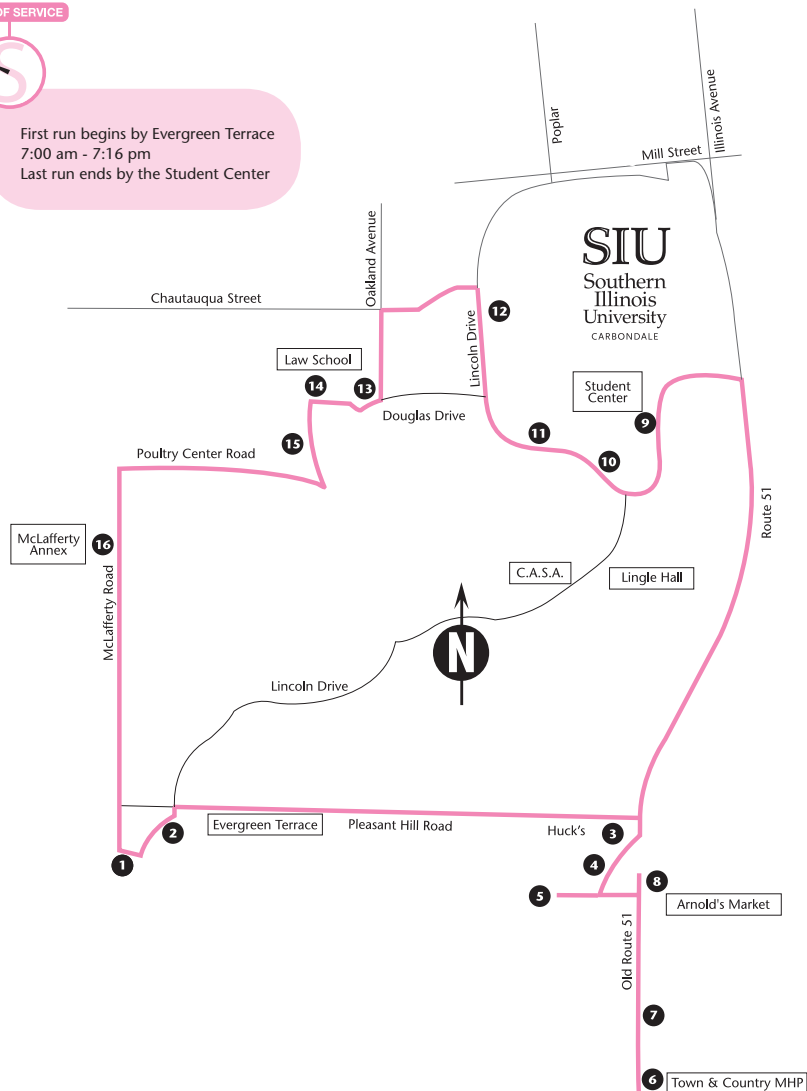 OF SERVICE
S
First run begins by Evergreen Terrace
7:00 am - 7:16 pm
Last run ends by the Student Center
Poplar
Illinois Avenue
Mill Street
SIU
Southern
Illinois
University
CARBONDALE
Oakland Avenue
Chautauqua Street
12
Lincoln Drive
Law School
14
13
Student
Center
9
Douglas Drive
15
11
10
Poultry Center Road
Route 51
McLafferty
Annex
16
McLafferty Road
C.A.S.A.
Lingle Hall
N
Lincoln Drive
2
Evergreen Terrace
Pleasant Hill Road
Huck's
3
1
4
5
8
Arnold's Market
Old Route 51
7
6
Town & Country MHP